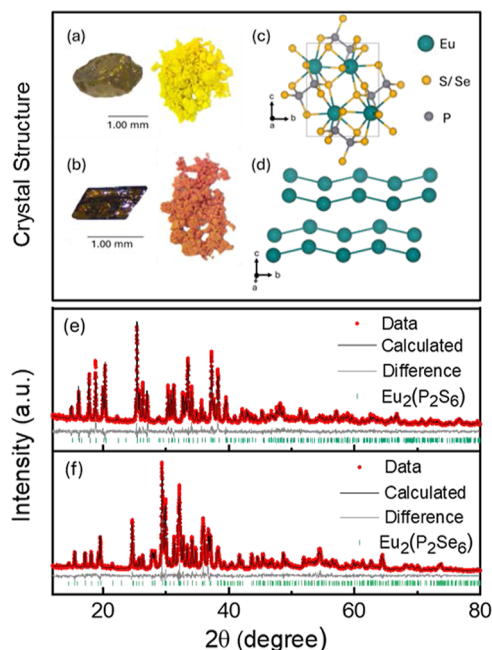 Crystal Structure
(a)
1.00 mm
(b)
1.00 mm
(c)
Eu
S/Se
P
c
b
a
(d)
c
b
a
Intensity (a.u.)
(e)
Data
Calculated
Difference
Eu₂(P₂S₆)
(f)
Data
Calculated
Difference
Eu₂(P₂Se₆)
20 40 60 80
2θ (degree)